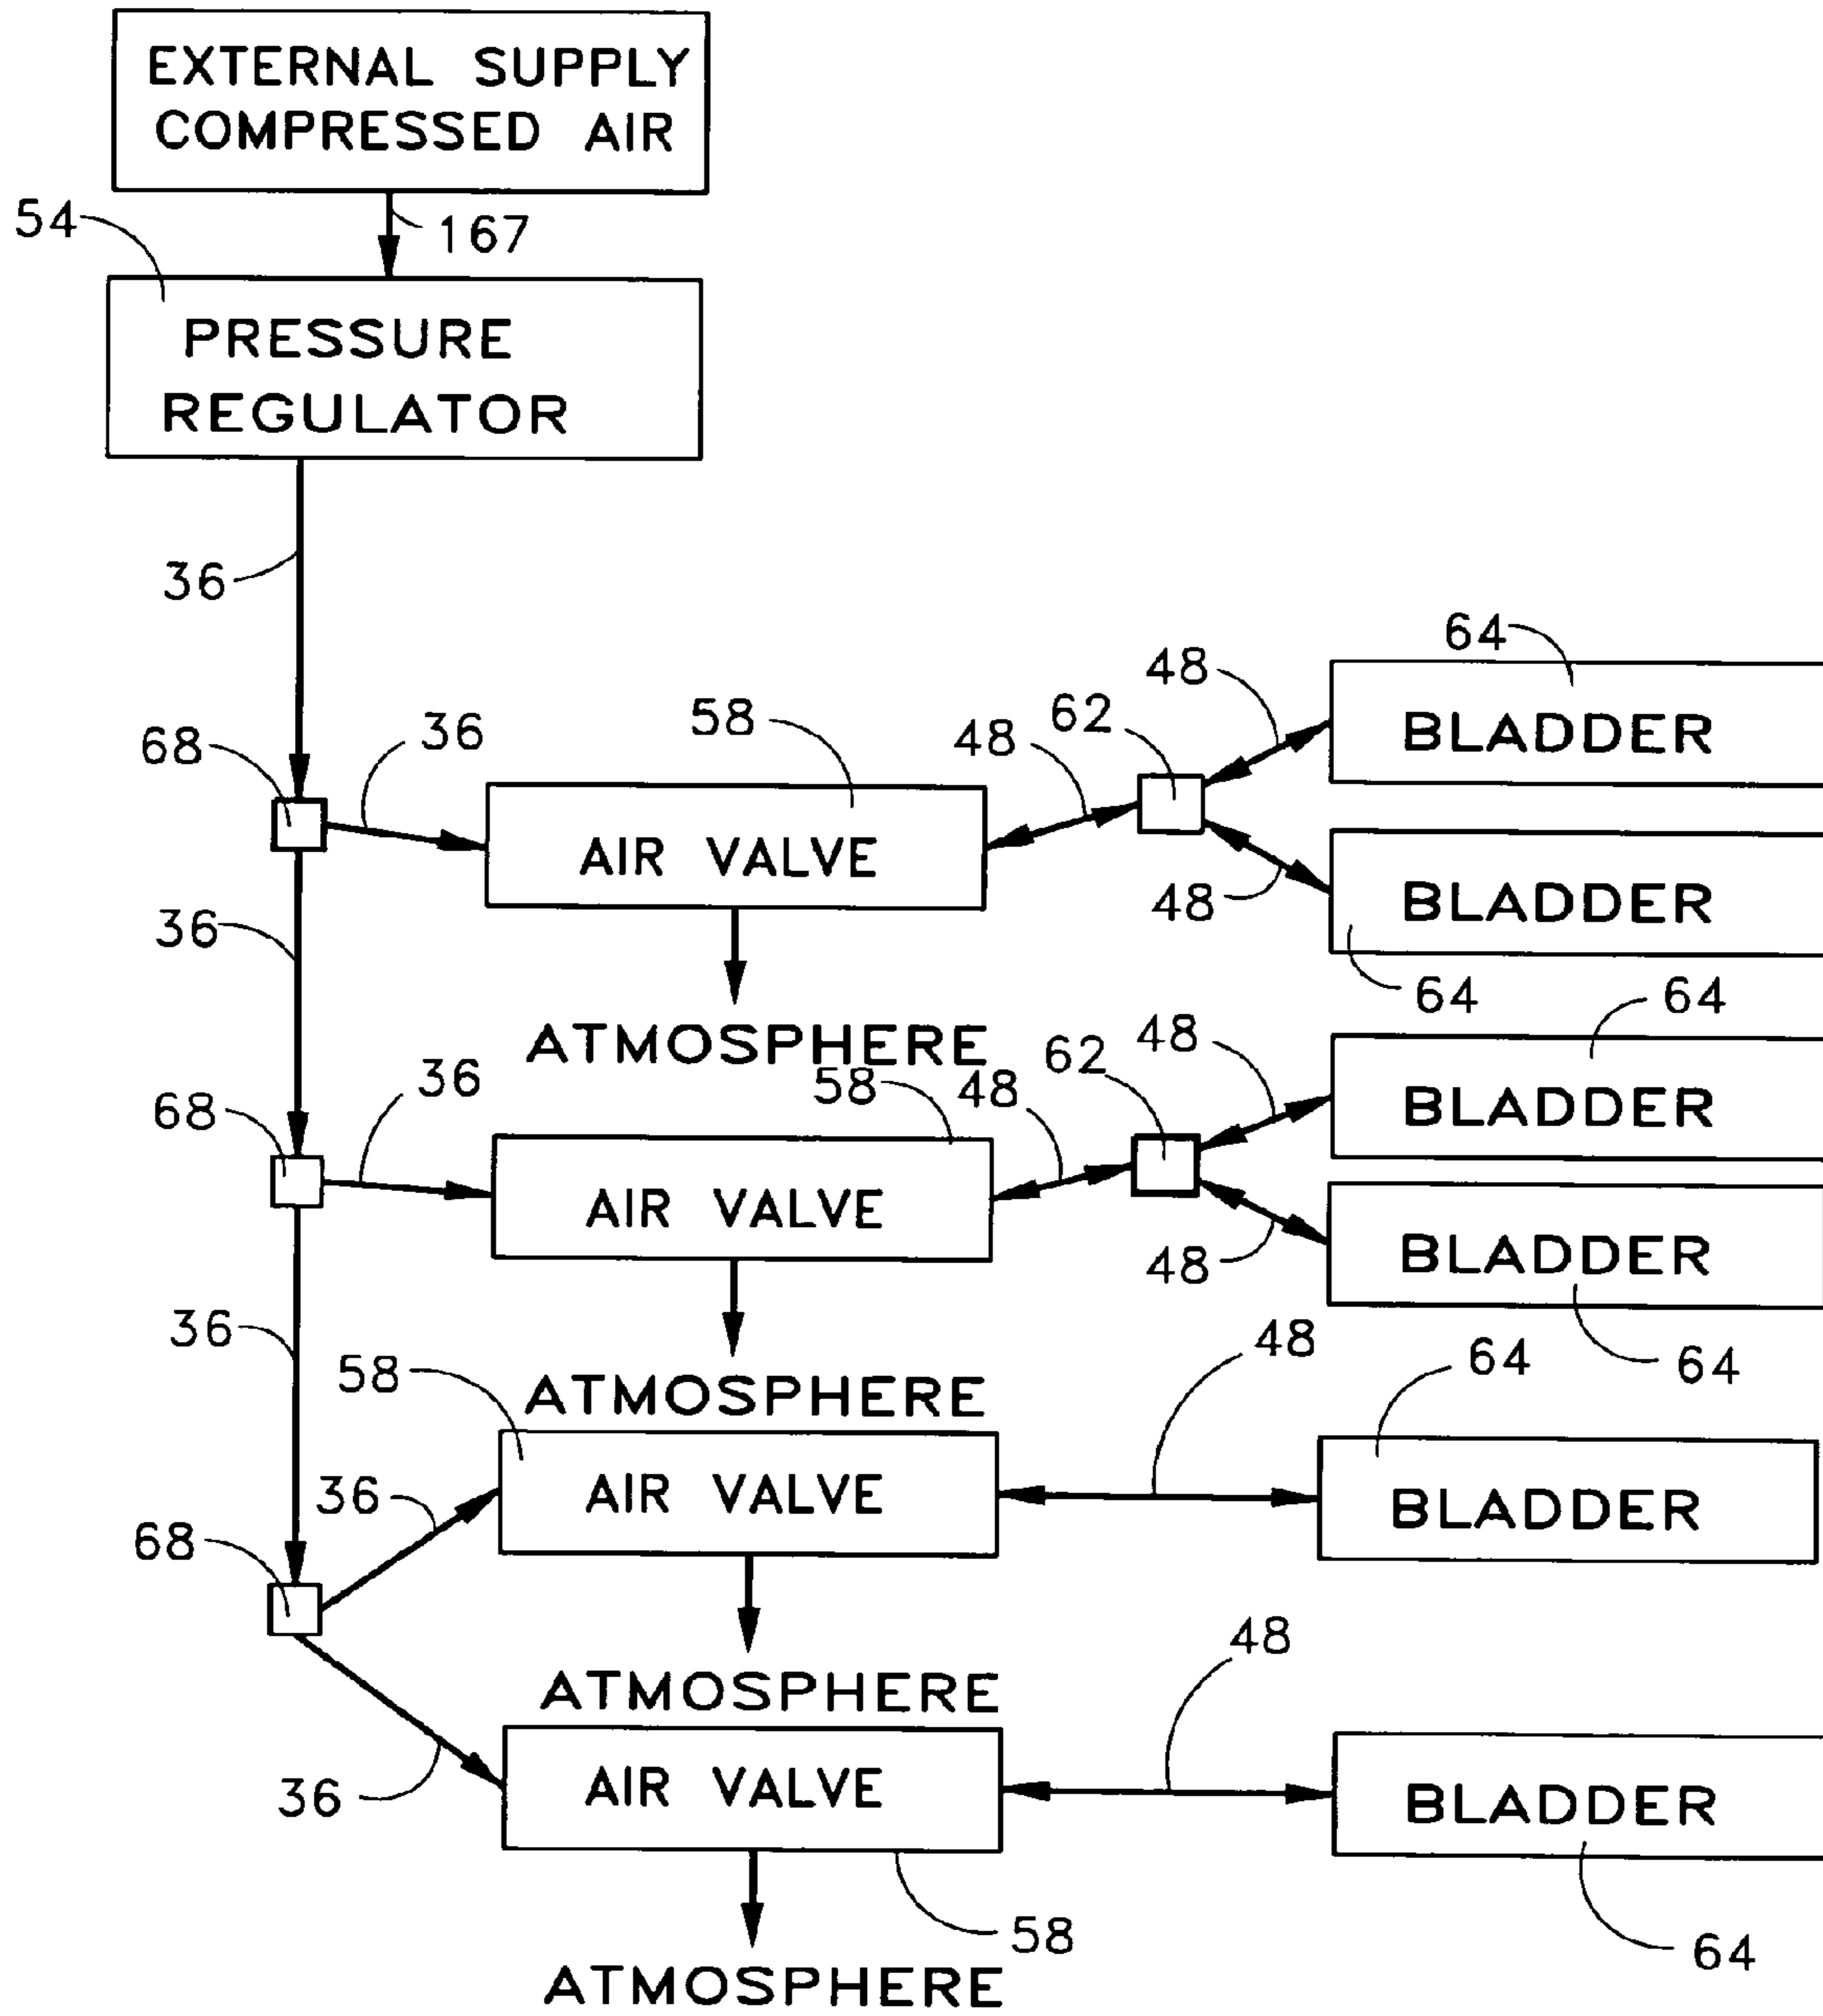 EXTERNAL SUPPLY
COMPRESSED AIR
54
167
PRESSURE
REGULATOR
36
64
48
62
58
48
36
68
BLADDER
AIR VALVE
48
BLADDER
36
64
64
ATMOSPHERE
62
48
58
48
36
68
BLADDER
AIR VALVE
48
BLADDER
36
48
64
64
58
ATMOSPHERE
36
AIR VALVE
BLADDER
68
48
ATMOSPHERE
36
AIR VALVE
BLADDER
58
64
ATMOSPHERE